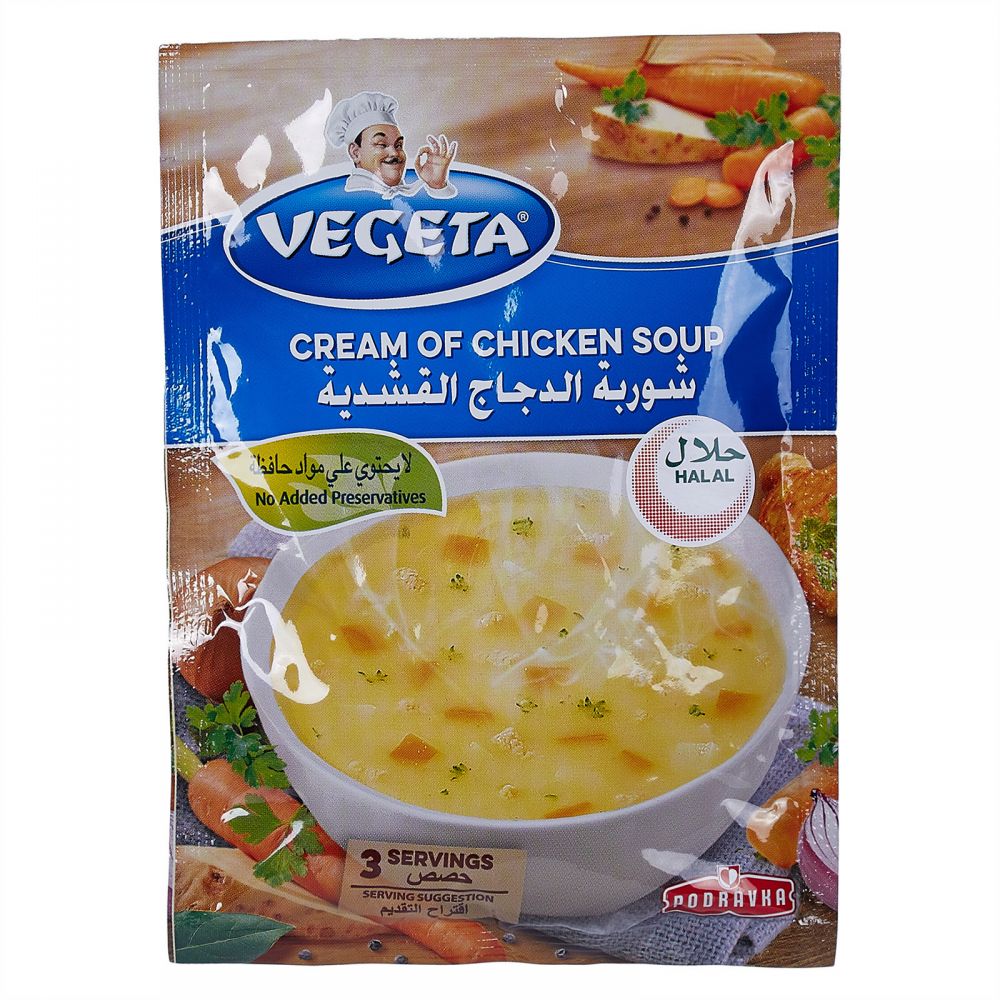 VEGETA®
CREAM OF CHICKEN SOUP
شوربة الدجاج القشدية
لا يحتوي علي مواد حافظة
No Added Preservatives
حلال
HALAL
3 SERVINGS
حصص
SERVING SUGGESTION
اقتراح التقديم
PODRAVKA